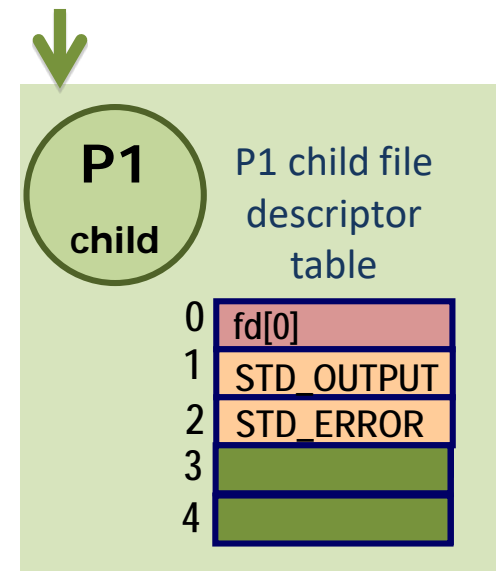 P1
child
P1 child file
descriptor
table
0 fd[0]
1 STD_OUTPUT
2 STD_ERROR
3
4